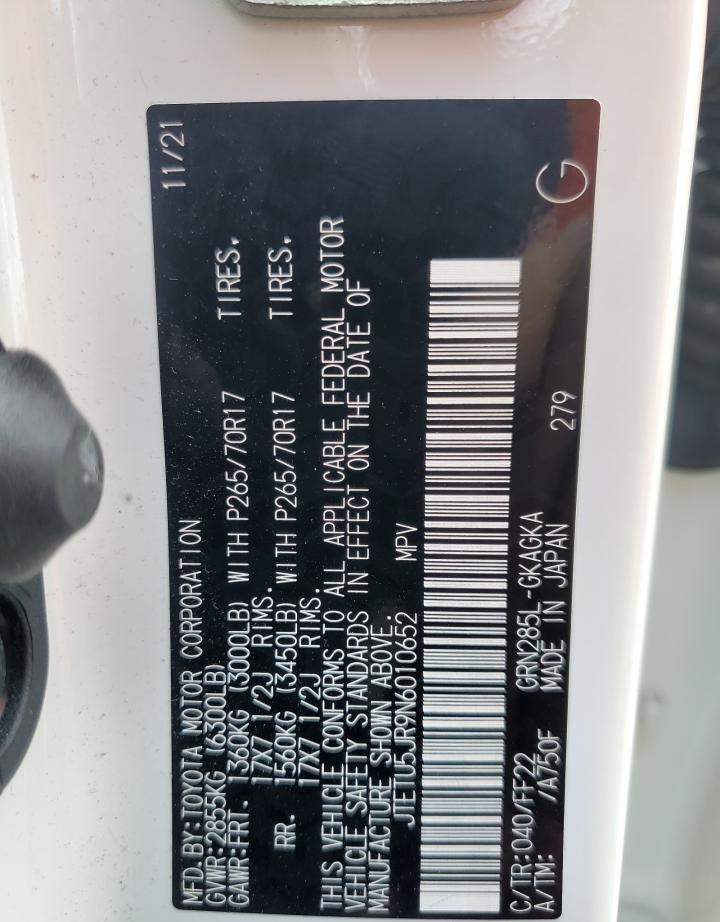 MFD.BY:TOYOTA MOTOR CORPORATION 11/21
GVWR:2855KG (6300LB)
GAWR:FRT. 1360KG (3000LB) WITH P265/70R17 TIRES.
17X7 1/2J RIMS.
RR. 1560KG (3450LB) WITH P265/70R17 TIRES.
17X7 1/2J RIMS.
THIS VEHICLE CONFORMS TO ALL APPLICABLE FEDERAL MOTOR
VEHICLE SAFETY STANDARDS IN EFFECT ON THE DATE OF
MANUFACTURE SHOWN ABOVE.
JTE1U5JR9N6010652 MPV
C/TR:040/FF22 GRN285L-GKAGKA
A/TM: /A750F MADE IN JAPAN 279 G